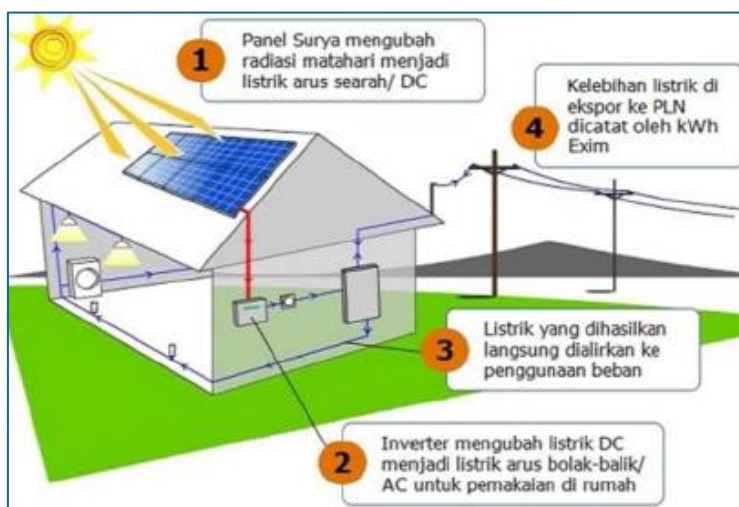 1
Panel Surya mengubah
radiasi matahari menjadi
listrik arus searah/ DC
4
Kelebihan listrik di
ekspor ke PLN
dicatat oleh kWh
Exim
3
Listrik yang dihasilkan
langsung dialirkan ke
penggunaan beban
2
Inverter mengubah listrik DC
menjadi listrik arus bolak-balik/
AC untuk pemakaian di rumah